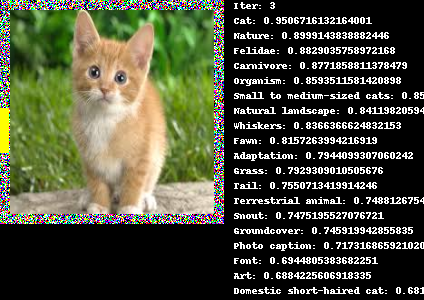 Iter: 3
Cat: 0.9506716132164001
Nature: 0.8999143838882446
Felidae: 0.8829035758972168
Carnivore: 0.8771858811378479
Organism: 0.8593511581420898
Small to medium-sized cats: 0.85
Natural landscape: 0.84119820594
Whiskers: 0.8366366624832153
Fawn: 0.8157263994216919
Adaptation: 0.7944099307060242
Grass: 0.7929309010505676
Tail: 0.7550713419914246
Terrestrial animal: 0.7488126754
Snout: 0.7475195527076721
Groundcover: 0.745919942855835
Photo caption: 0.7173168659210205
Font: 0.6944805383682251
Art: 0.6884225606918335
Domestic short-haired cat: 0.681